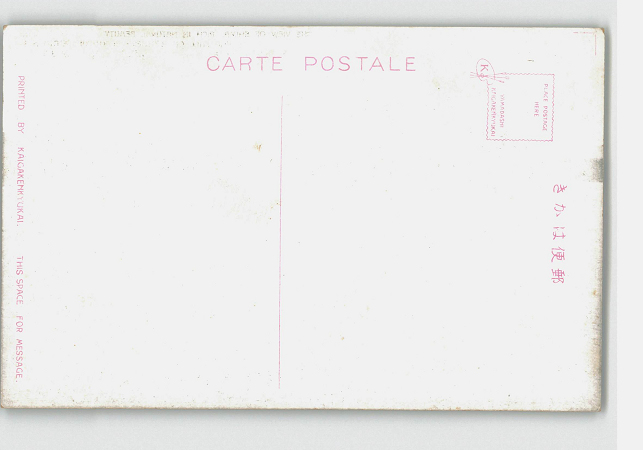 CARTE POSTALE
PLACE POSTAGE
HERE
K
きかは便郵
PRINTED BY KAIGAKENKYUKAI. THIS SPACE FOR MESSAGE.